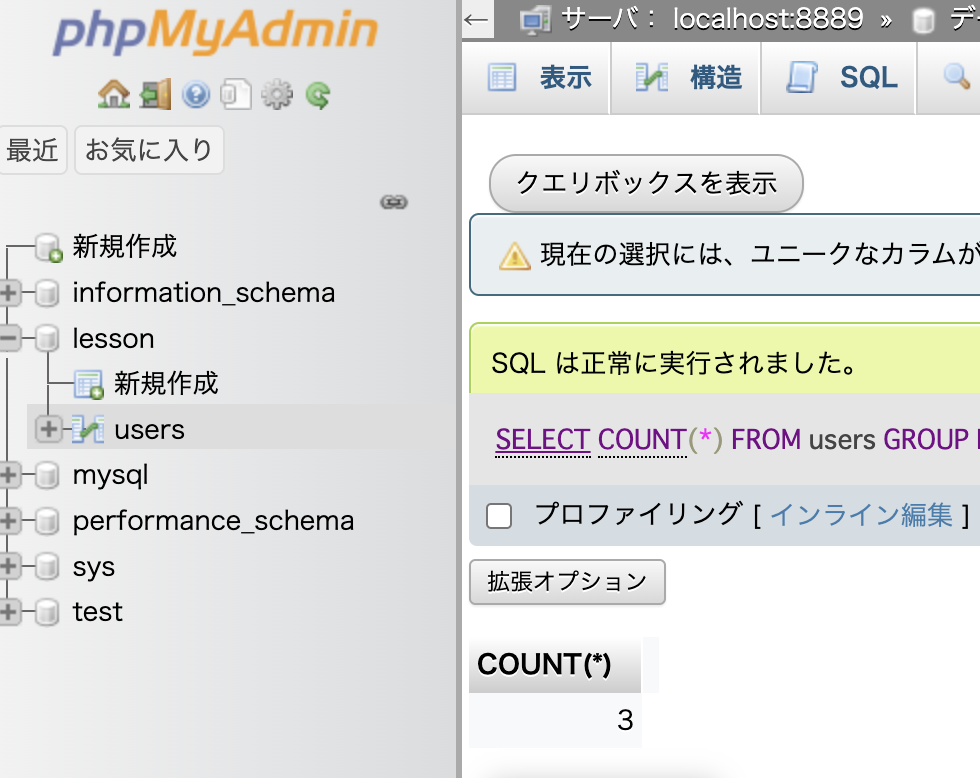 phpMyAdmin
最近
お気に入り
新規作成
information_schema
lesson
新規作成
users
mysql
performance_schema
sys
test
← サーバ： localhost:8889 » デ
表示
構造
SQL
クエリボックスを表示
現在の選択には、ユニークなカラムが
SQL は正常に実行されました。
SELECT COUNT(*) FROM users GROUP
プロファイリング [ インライン編集 ]
拡張オプション
COUNT(*)
3